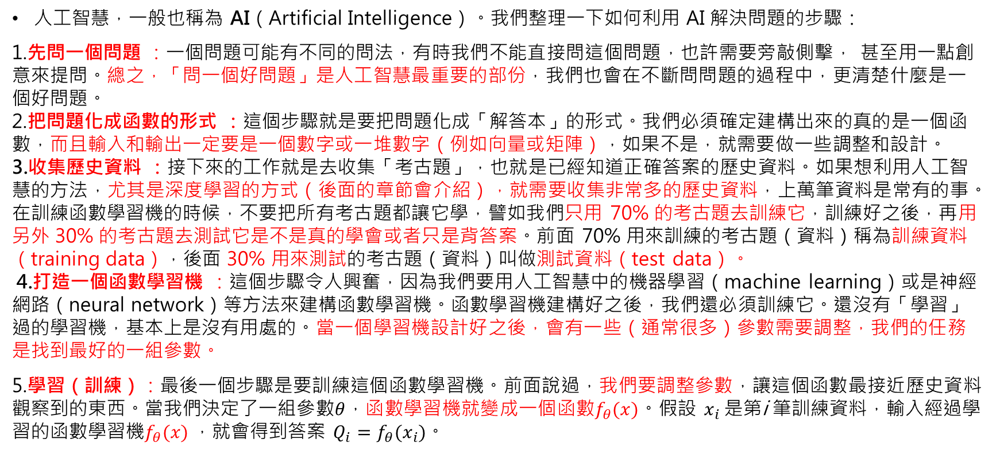 • 人工智慧，一般也稱為 AI（Artificial Intelligence）。我們整理一下如何利用 AI 解決問題的步驟：
1.先問一個問題 ：一個問題可能有不同的問法，有時我們不能直接問這個問題，也許需要旁敲側擊， 甚至用一點創
意來提問。總之，「問一個好問題」是人工智慧最重要的部份，我們也會在不斷問問題的過程中，更清楚什麼是一
個好問題。
2.把問題化成函數的形式 ：這個步驟就是要把問題化成「解答本」的形式。我們必須確定建構出來的真的是一個函
數，而且輸入和輸出一定要是一個數字或一堆數字（例如向量或矩陣），如果不是，就需要做一些調整和設計。
3.收集歷史資料 ：接下來的工作就是去收集「考古題」，也就是已經知道正確答案的歷史資料。如果想利用人工智
慧的方法，尤其是深度學習的方式（後面的章節會介紹），就需要收集非常多的歷史資料，上萬筆資料是常有的事。
在訓練函數學習機的時候，不要把所有考古題都讓它學，譬如我們只用 70% 的考古題去訓練它，訓練好之後，再用
另外 30% 的考古題去測試它是不是真的學會或者只是背答案。前面 70% 用來訓練的考古題（資料）稱為訓練資料
（training data），後面 30% 用來測試的考古題（資料）叫做測試資料（test data）。
4.打造一個函數學習機 ：這個步驟令人興奮，因為我們要用人工智慧中的機器學習（machine learning）或是神經
網路（neural network）等方法來建構函數學習機。函數學習機建構好之後，我們還必須訓練它。還沒有「學習」
過的學習機，基本上是沒有用處的。當一個學習機設計好之後，會有一些（通常很多）參數需要調整，我們的任務
是找到最好的一組參數。
5.學習（訓練）：最後一個步驟是要訓練這個函數學習機。前面說過，我們要調整參數，讓這個函數最接近歷史資料
觀察到的東西。當我們決定了一組參數θ，函數學習機就變成一個函數f_θ(x)。假設 x_i 是第i 筆訓練資料，輸入經過學
習的函數學習機f_θ(x) ，就會得到答案 Q_i = f_θ(x_i)。